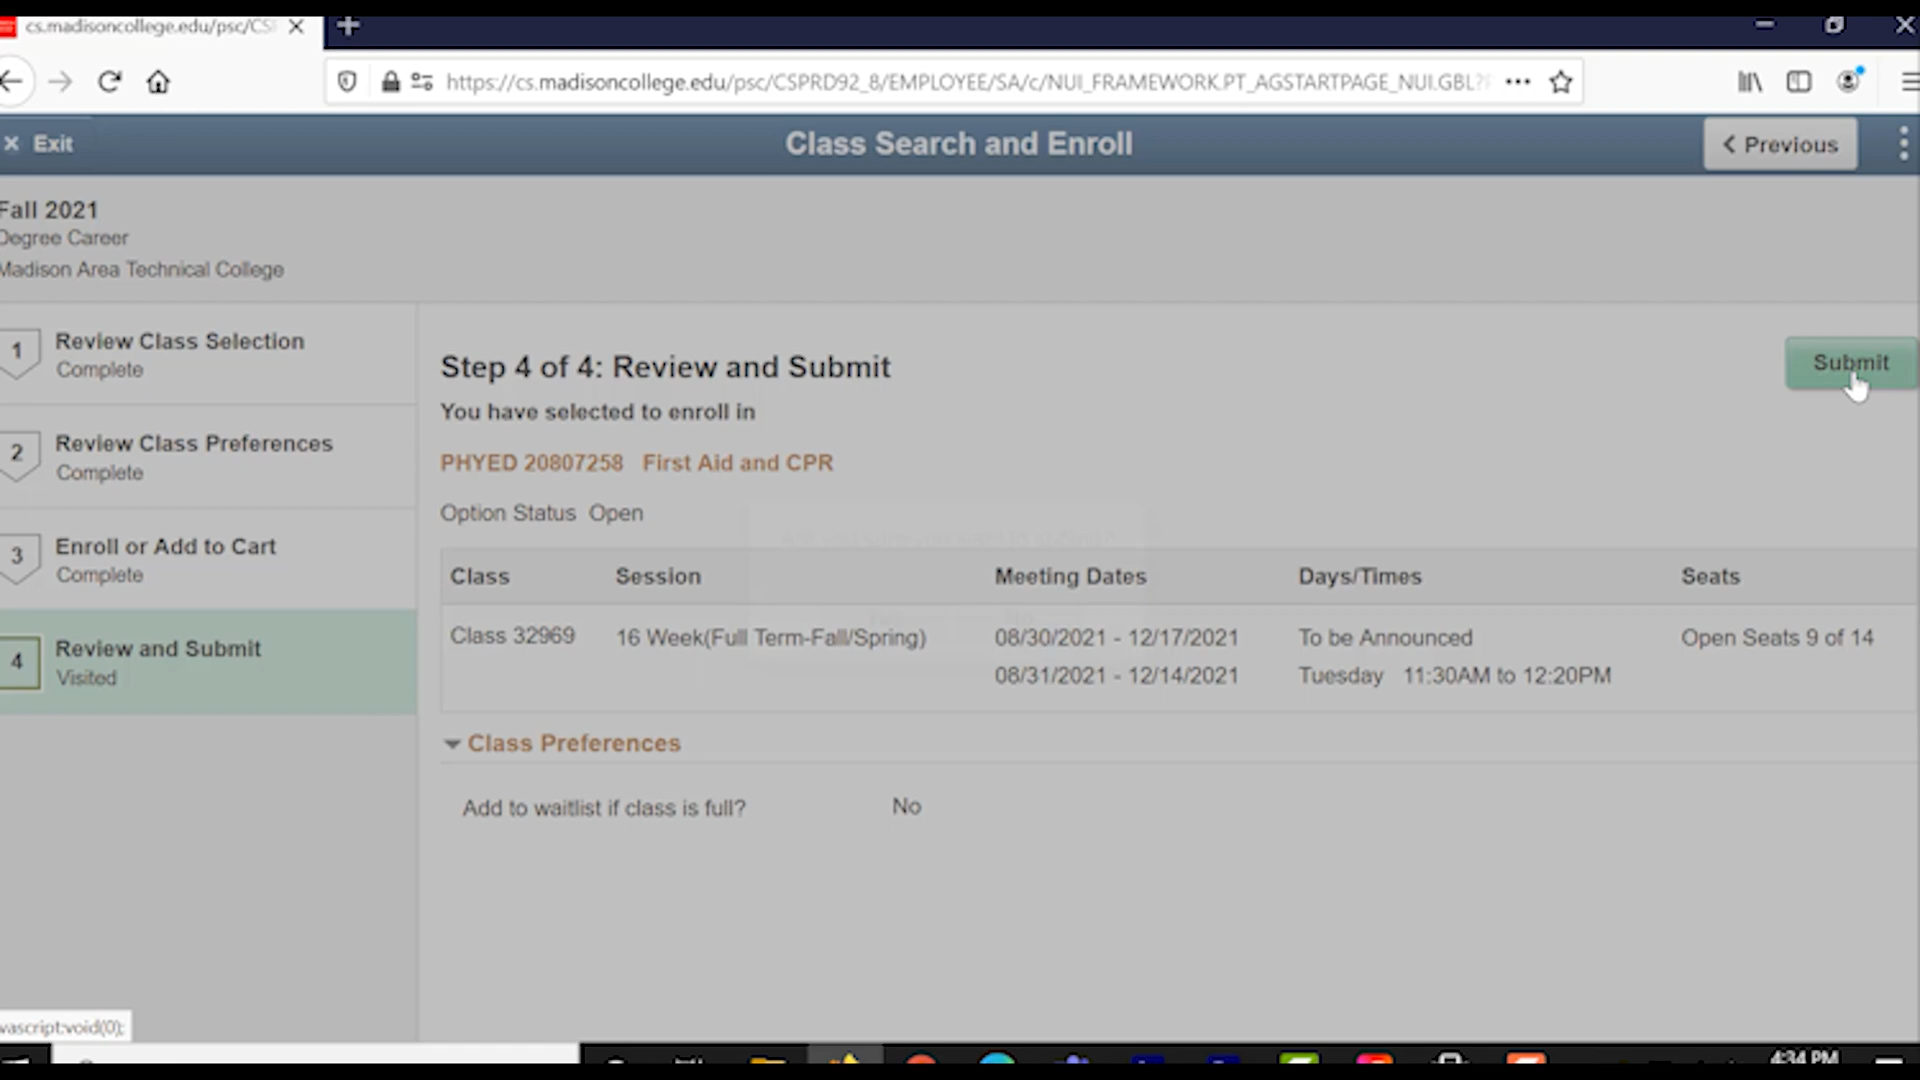 cs.madisoncollege.edu/psc/CS
https://cs.madisoncollege.edu/psc/CSPRD92_8/EMPLOYEE/SA/c/NUI_FRAMEWORK.PT_AGSTARTPAGE_NUI.GBL?
× Exit
Class Search and Enroll
Previous
Fall 2021
Degree Career
Madison Area Technical College
1
Review Class Selection
Complete
2
Review Class Preferences
Complete
3
Enroll or Add to Cart
Complete
4
Review and Submit
Visited
Step 4 of 4: Review and Submit
Submit
You have selected to enroll in
PHYED 20807258 First Aid and CPR
Option Status Open
Class Session Meeting Dates Days/Times Seats
Class 32969 16 Week(Full Term-Fall/Spring) 08/30/2021 - 12/17/2021 To be Announced Open Seats 9 of 14
08/31/2021 - 12/14/2021 Tuesday 11:30AM to 12:20PM
Class Preferences
Add to waitlist if class is full? No
vascript:void(0);
4:34 PM